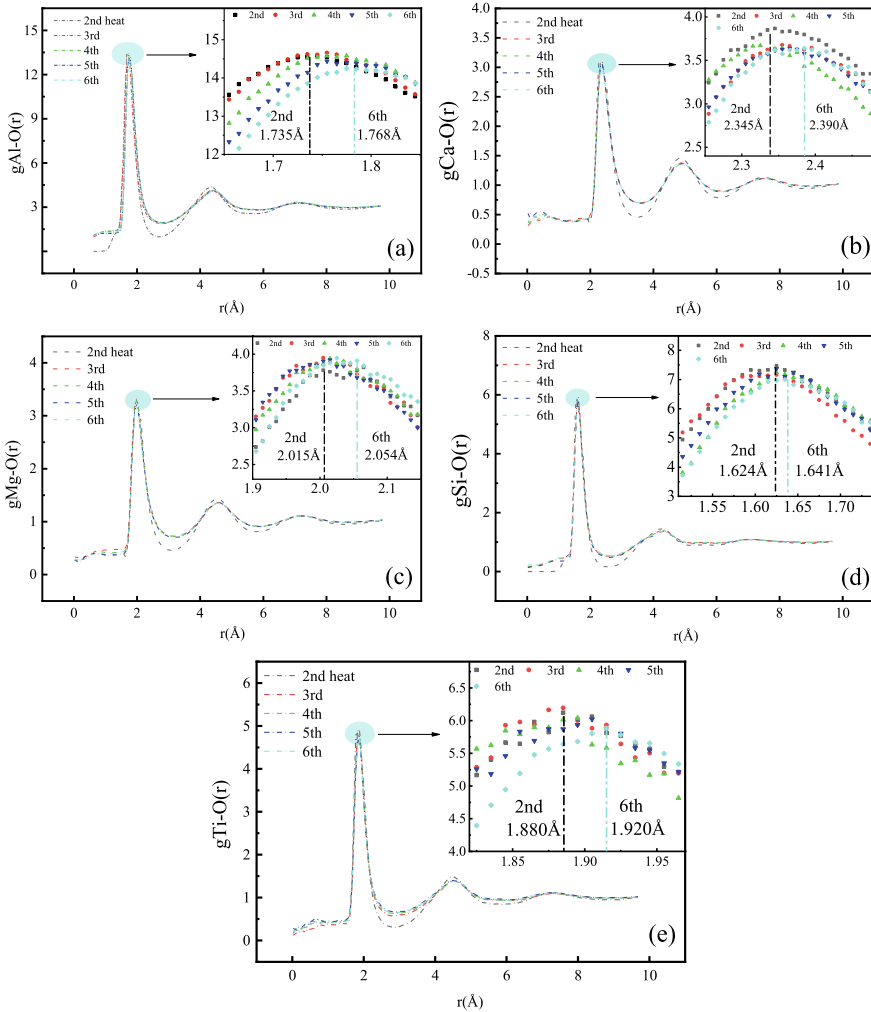 gAl-O(r)
13.5
12
9
6
3
2nd heat
3rd
4th
5th
6th
2nd 3rd 4th 5th 6th
15
14
13
12
2nd
1.735Å
6th
1.768Å
1.7 1.8
(a)
0 2 4 6 8 10
r(Å)
gCa-O(r)
4.0
3.5
3.0
2.5
2.0
1.5
1.0
0.5
0.0
-0.5
2nd heat
3rd
4th
5th
6th
2nd 3rd 4th 5th
6th
4.0
3.5
3.0
2.5
2nd
2.345Å
6th
2.390Å
2.3 2.4
(b)
0 2 4 6 8 10
r(Å)
gMg-O(r)
4
3
2
1
0
2nd heat
3rd
4th
5th
6th
2nd 3rd 4th 5th 6th
4.0
3.5
3.0
2.5
2nd
2.015Å
6th
2.054Å
1.9 2.0 2.1
(c)
0 2 4 6 8 10
r(Å)
gSi-O(r)
8
6
4
2
0
2nd heat
3rd
4th
5th
6th
2nd 3rd 4th 5th
6th
8
7
6
5
4
3
2nd
1.624Å
6th
1.641Å
1.55 1.60 1.65 1.70
(d)
0 2 4 6 8 10
r(Å)
gTi-O(r)
6
5
4
3
2
1
0
2nd heat
3rd
4th
5th
6th
2nd 3rd 4th 5th
6th
6.5
6.0
5.5
5.0
4.5
4.0
2nd
1.880Å
6th
1.920Å
1.85 1.90 1.95
(e)
0 2 4 6 8 10
r(Å)